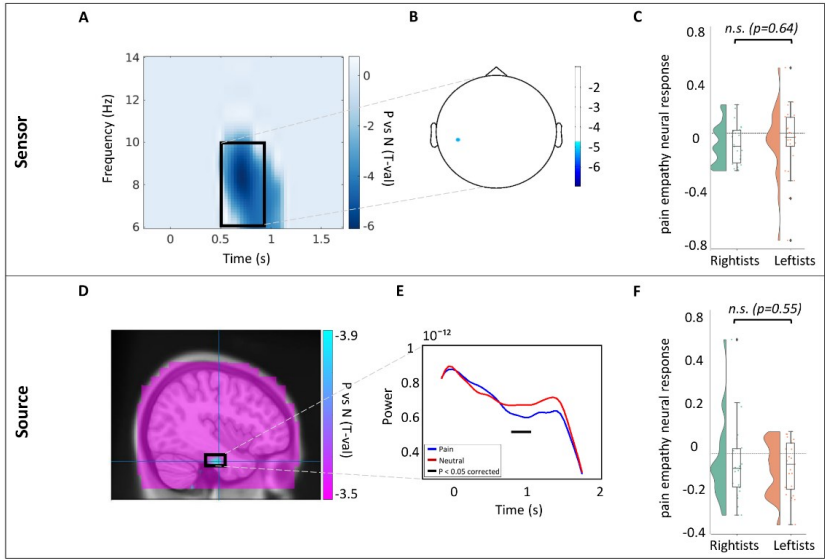 Sensor
A
14
12
10
8
6
Frequency (Hz)
0
0.5
1
1.5
Time (s)
0
-2
-4
-6
P vs N (T-val)
B
-2
-3
-4
-5
-6
C
n.s. (p=0.64)
0.8
0.4
0
-0.4
-0.8
pain empathy neural response
Rightists Leftists
Source
D
-3.9
-3.5
P vs N (T-val)
E
10-12
1
0.8
0.6
0.4
Power
Pain
Neutral
P < 0.05 corrected
0 1 2
Time (s)
F
n.s. (p=0.55)
0.8
0.4
0.2
0
-0.2
-0.4
pain empathy neural response
Rightists Leftists